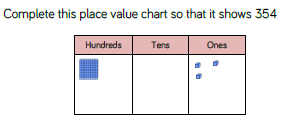 Complete this place value chart so that it shows 354
Hundreds Tens Ones